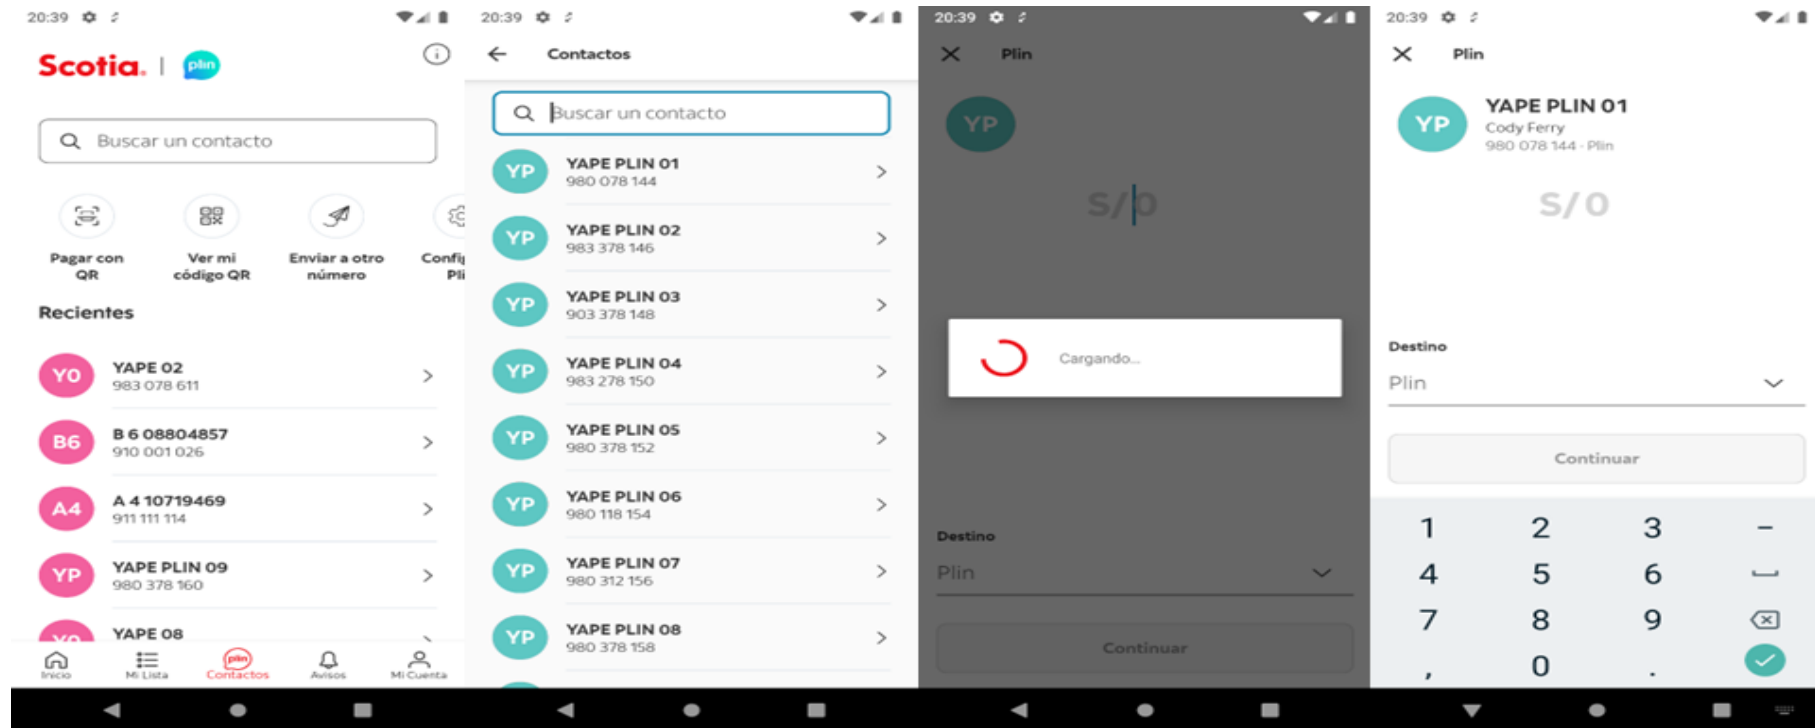 20:39
Scotia. | plin
Buscar un contacto
Pagar con
QR
Ver mi
código QR
Enviar a otro
número
Config
Pli
Recientes
Y0
YAPE 02
983 078 611
B6
B 6 08804857
910 001 026
A4
A 4 10719469
911 111 114
YP
YAPE PLIN 09
980 378 160
Y0
YAPE 08
plin
Inicio
Mi Lista
Contactos
Avisos
Mi Cuenta
20:39
Contactos
Buscar un contacto
YP
YAPE PLIN 01
980 078 144
YP
YAPE PLIN 02
983 378 146
YP
YAPE PLIN 03
903 378 148
YP
YAPE PLIN 04
983 278 150
YP
YAPE PLIN 05
980 378 152
YP
YAPE PLIN 06
980 118 154
YP
YAPE PLIN 07
980 312 156
YP
YAPE PLIN 08
980 378 158
20:39
Plin
YP
S/0
Cargando...
Destino
Plin
Continuar
20:39
Plin
YP
YAPE PLIN 01
Cody Ferry
980 078 144 · Plin
S/0
Destino
Plin
Continuar
1 2 3 -
4 5 6
7 8 9
, 0 .